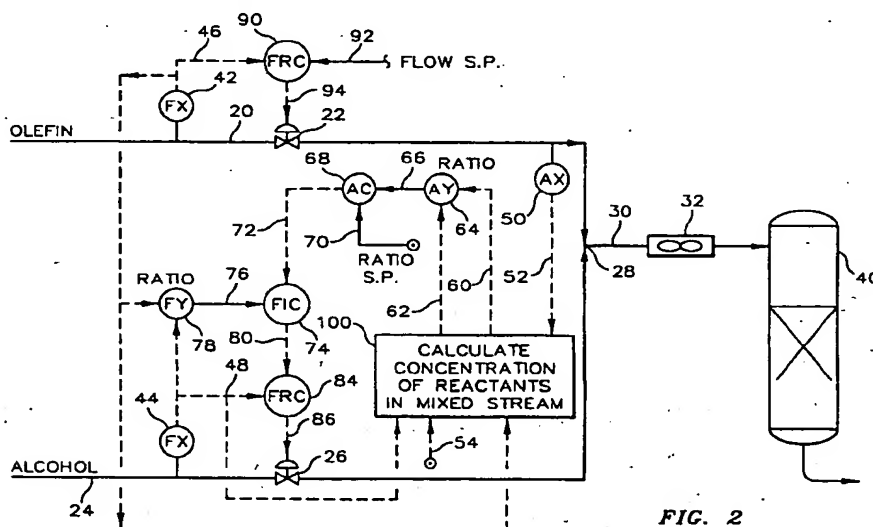 90
46
92
FRC
FLOW S.P.
42
94
FX
20
22
OLEFIN
RATIO
68
66
AC
AY
AX
64
50
30
32
72
70
28
RATIO S.P.
52
40
RATIO
76
60
62
FY
FIC
78
80
74
100
CALCULATE
CONCENTRATION
OF REACTANTS
IN MIXED STREAM
48
84
FRC
44
86
FX
54
26
ALCOHOL
24
FIG. 2